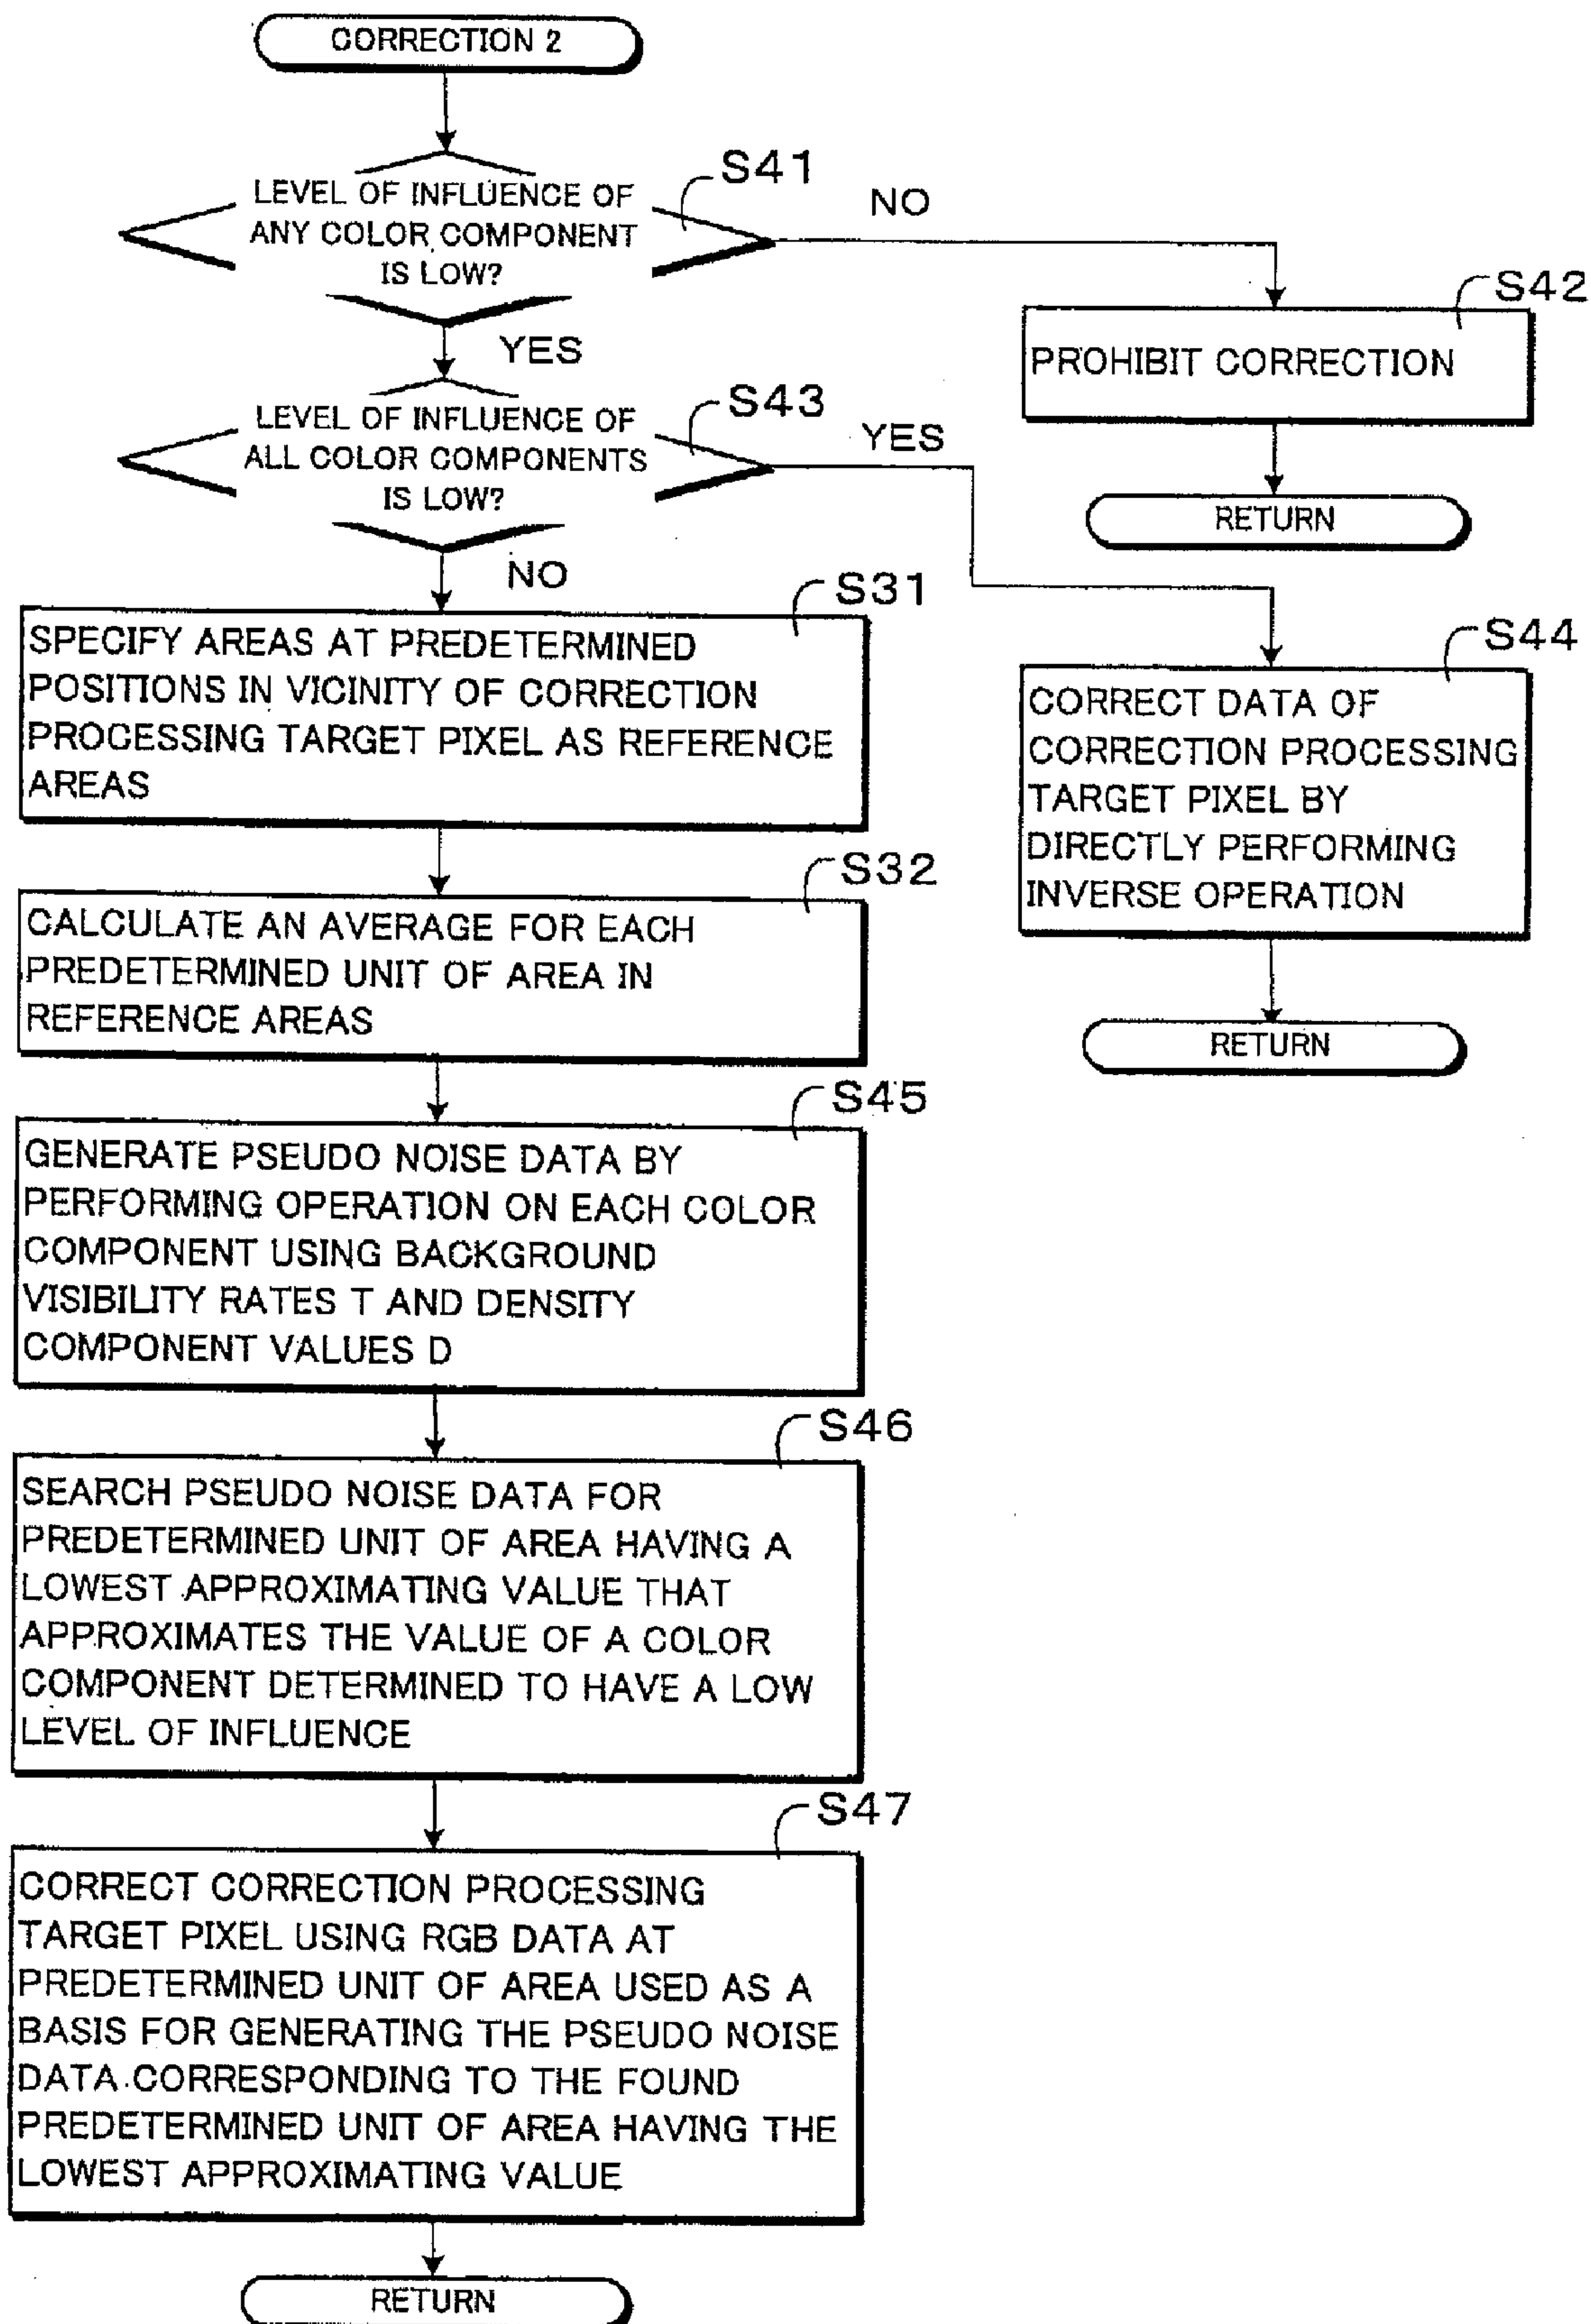 CORRECTION 2
S41
LEVEL OF INFLUENCE OF
ANY COLOR COMPONENT
IS LOW?
NO
S42
PROHIBIT CORRECTION
RETURN
YES
S43
LEVEL OF INFLUENCE OF
ALL COLOR COMPONENTS
IS LOW?
YES
S44
CORRECT DATA OF
CORRECTION PROCESSING
TARGET PIXEL BY
DIRECTLY PERFORMING
INVERSE OPERATION
RETURN
NO
S31
SPECIFY AREAS AT PREDETERMINED
POSITIONS IN VICINITY OF CORRECTION
PROCESSING TARGET PIXEL AS REFERENCE
AREAS
S32
CALCULATE AN AVERAGE FOR EACH
PREDETERMINED UNIT OF AREA IN
REFERENCE AREAS
S45
GENERATE PSEUDO NOISE DATA BY
PERFORMING OPERATION ON EACH COLOR
COMPONENT USING BACKGROUND
VISIBILITY RATES T AND DENSITY
COMPONENT VALUES D
S46
SEARCH PSEUDO NOISE DATA FOR
PREDETERMINED UNIT OF AREA HAVING A
LOWEST APPROXIMATING VALUE THAT
APPROXIMATES THE VALUE OF A COLOR
COMPONENT DETERMINED TO HAVE A LOW
LEVEL OF INFLUENCE
S47
CORRECT CORRECTION PROCESSING
TARGET PIXEL USING RGB DATA AT
PREDETERMINED UNIT OF AREA USED AS A
BASIS FOR GENERATING THE PSEUDO NOISE
DATA CORRESPONDING TO THE FOUND
PREDETERMINED UNIT OF AREA HAVING THE
LOWEST APPROXIMATING VALUE
RETURN